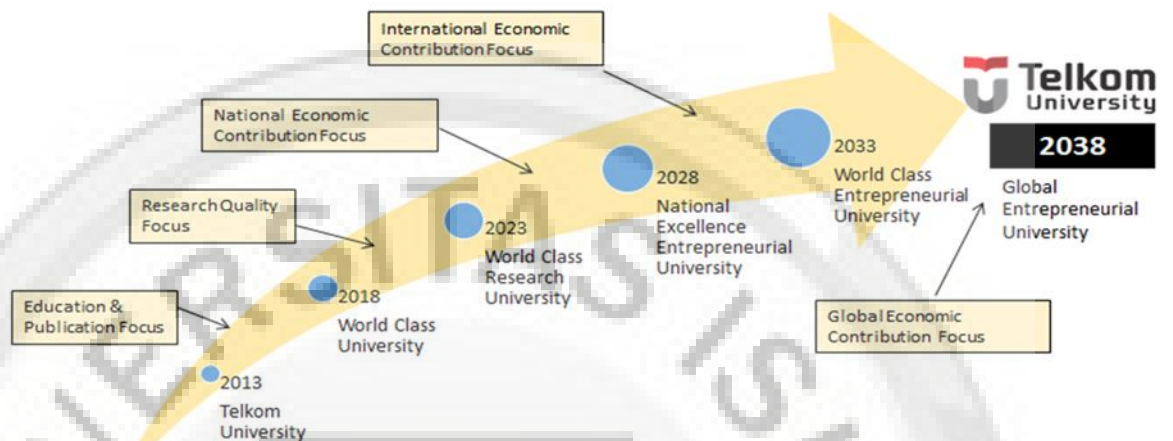 International Economic
Contribution Focus
National Economic
Contribution Focus
Research Quality
Focus
Education &
Publication Focus
2013
Telkom
University
2018
World Class
University
2023
World Class
Research
University
2028
National
Excellence
Entrepreneurial
University
2033
World Class
Entrepreneurial
University
Telkom
University
2038
Global
Entrepreneurial
University
Global Economic
Contribution Focus
ERSITAS IS